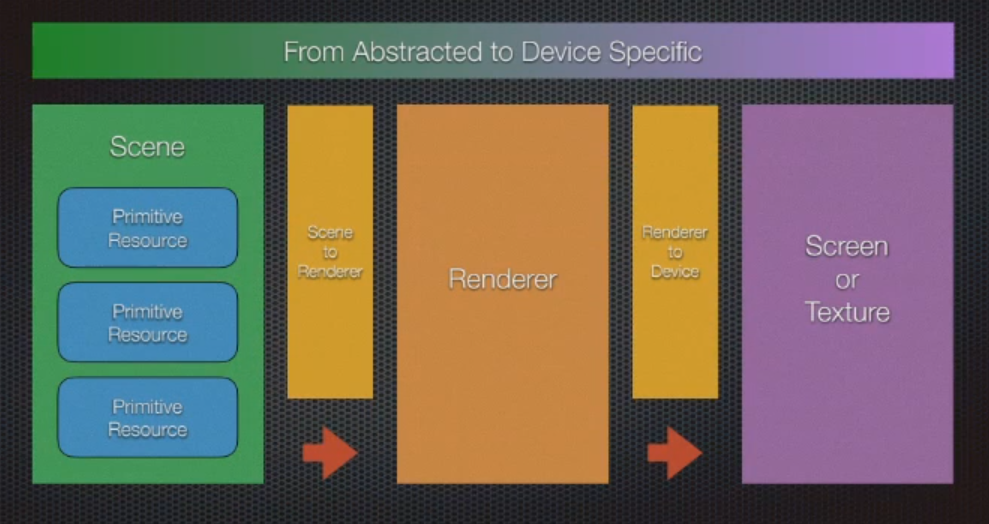 From Abstracted to Device Specific
Scene
Primitive
Resource
Primitive
Resource
Primitive
Resource
Scene
to
Renderer
Renderer
Renderer
to
Device
Screen
or
Texture